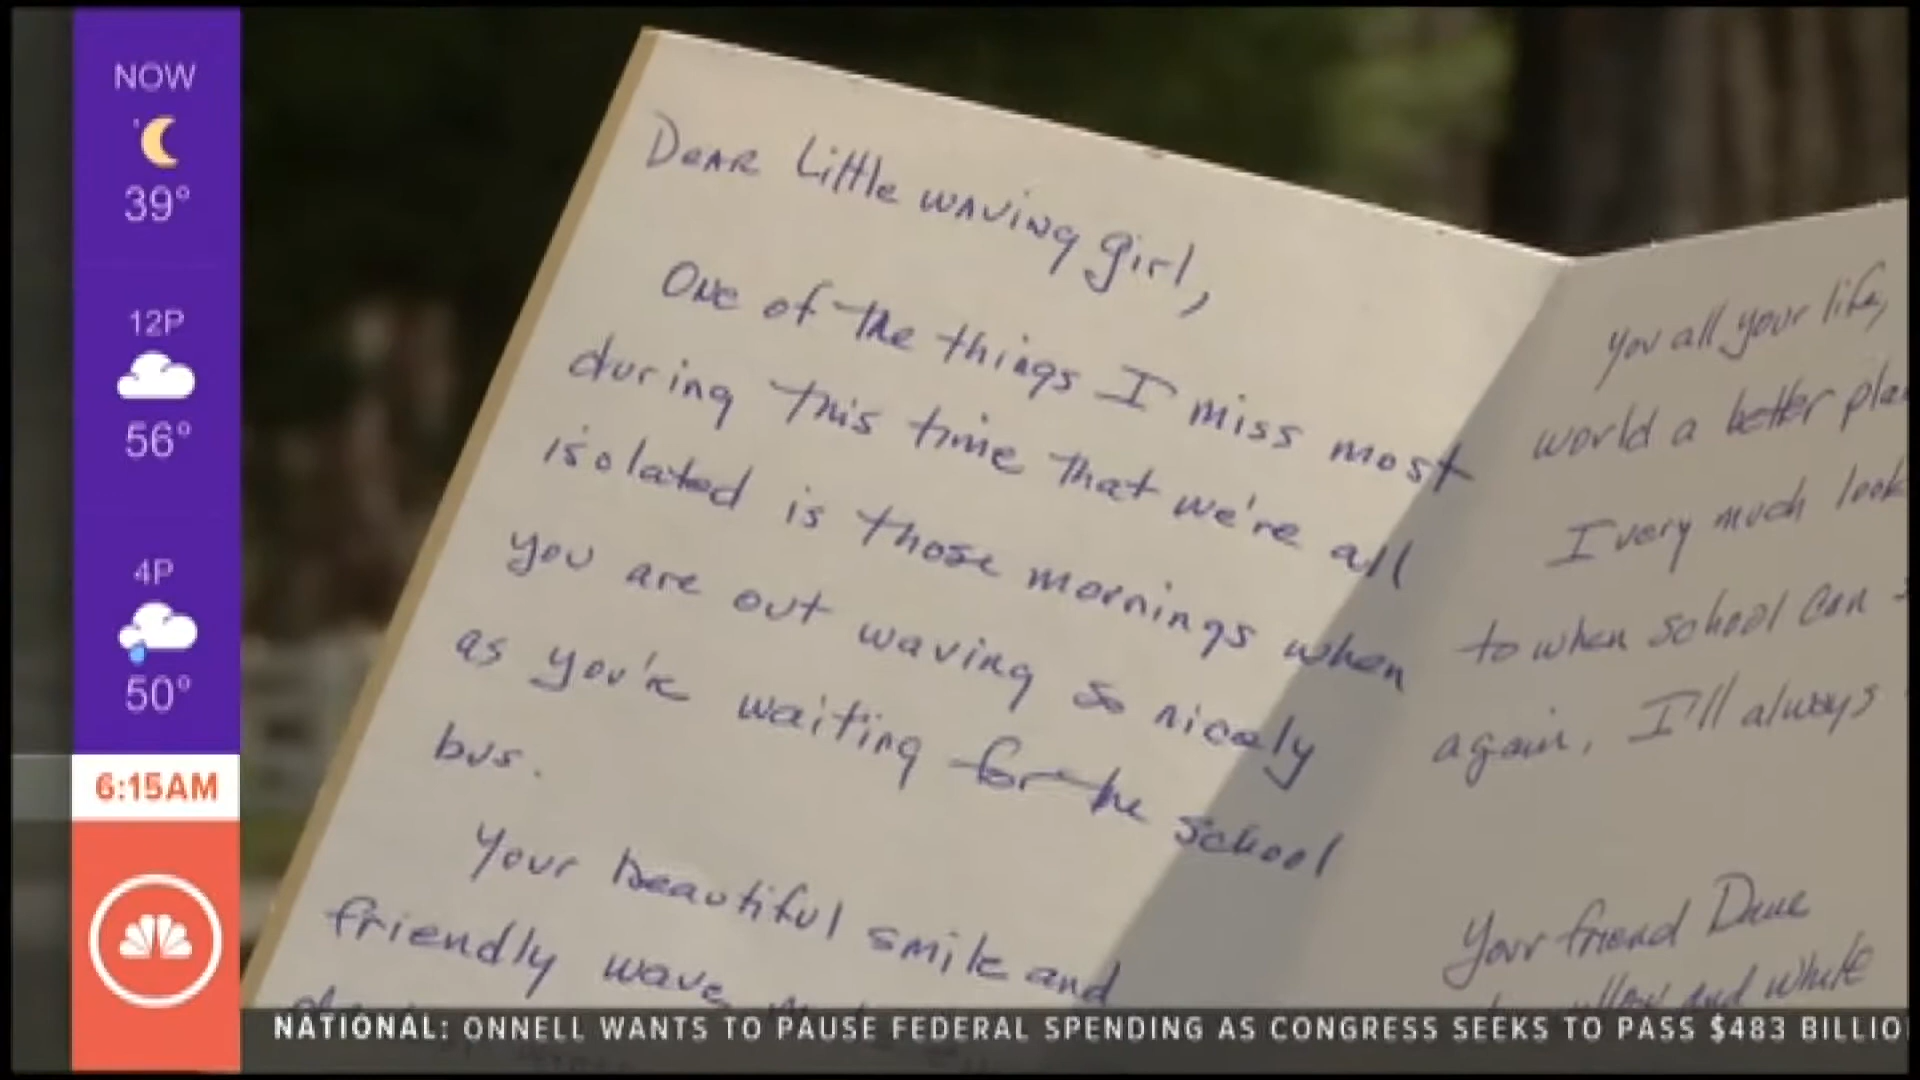 NOW
39°
12P
56°
4P
50°
6:15AM
Dear Little waving girl,
One of the things I miss most
during this time that we're all
isolated is those mornings when
you are out waving so nicely
as you're waiting for the school
bus.
Your beautiful smile and
friendly wave
you all your life,
world a better
I very much
to when school can
again, I'll always
Your friend Dave
and white
NATIONAL: ONNELL WANTS TO PAUSE FEDERAL SPENDING AS CONGRESS SEEKS TO PASS $483 BILLIO